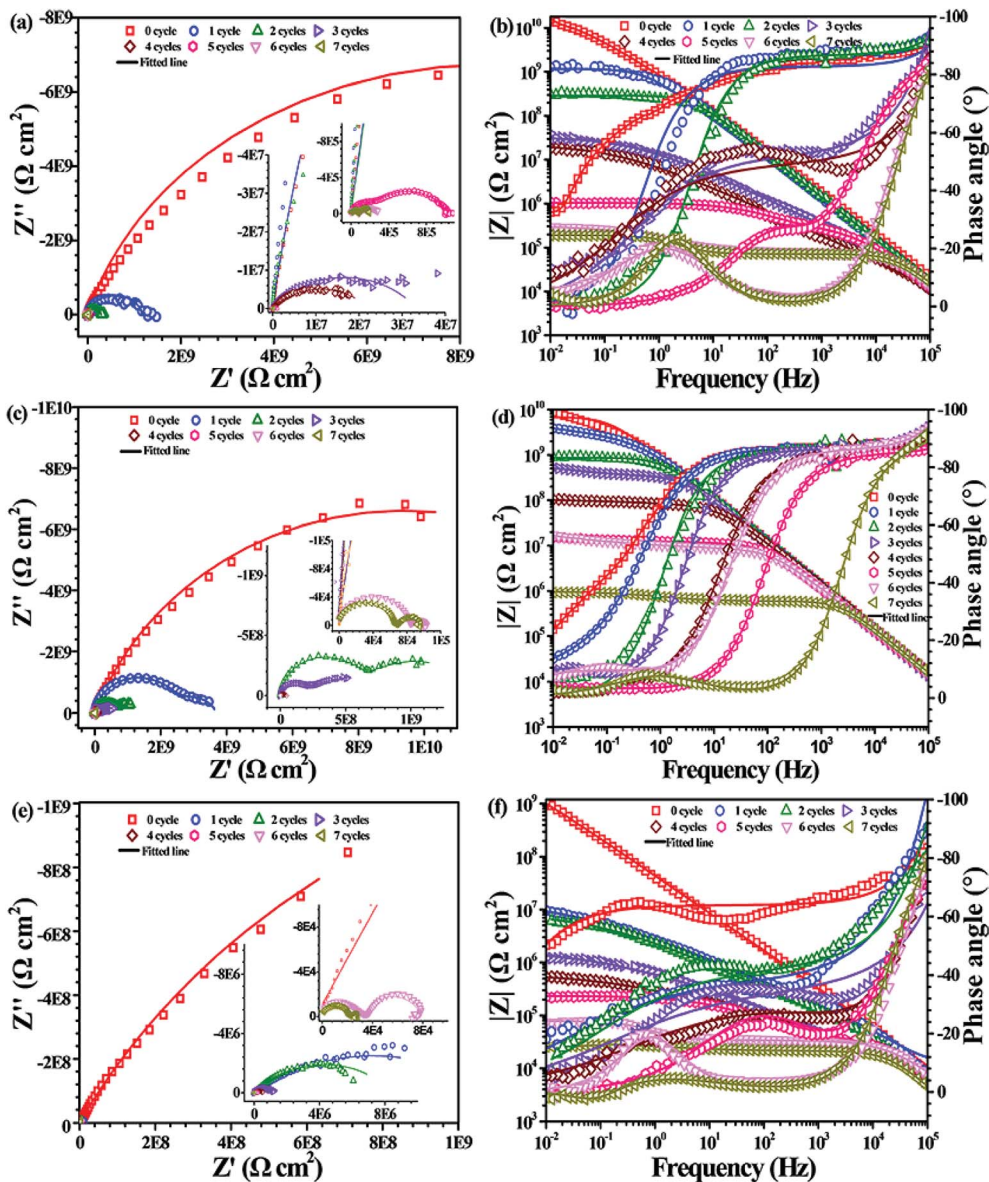 (a)
-8E9
-6E9
-4E9
-2E9
0
Z'' (Ω cm²)
0 cycle 1 cycle 2 cycles 3 cycles
4 cycles 5 cycles 6 cycles 7 cycles
Fitted line
-4E7
-3E7
-2E7
-1E7
0
1E7 2E7 3E7 4E7
-1E6
-8E5
-4E5
0
0 4E5 8E5
0 2E9 4E9 6E9 8E9
Z' (Ω cm²)
(b)
10¹⁰
10⁹
10⁸
10⁷
10⁶
10⁵
10⁴
10³
|Z| (Ω cm²)
0 cycle 1 cycle 2 cycles 3 cycles
4 cycles 5 cycles 6 cycles 7 cycles
Fitted line
-100
-80
-60
-40
-20
0
Phase angle (°)
10⁻² 10⁻¹ 10⁰ 10¹ 10² 10³ 10⁴ 10⁵
Frequency (Hz)
(c)
-1E10
-8E9
-6E9
-4E9
-2E9
0
Z'' (Ω cm²)
0 cycle 1 cycle 2 cycles 3 cycles
4 cycles 5 cycles 6 cycles 7 cycles
Fitted line
-1E9
-5E8
0
0 5E8 1E9
-1E5
-8E4
-4E4
0
0 4E4 8E4 1E5
0 2E9 4E9 6E9 8E9 1E10
Z' (Ω cm²)
(d)
10¹⁰
10⁹
10⁸
10⁷
10⁶
10⁵
10⁴
10³
|Z| (Ω cm²)
0 cycle
1 cycle
2 cycles
3 cycles
4 cycles
5 cycles
6 cycles
7 cycles
Fitted line
-100
-80
-60
-40
-20
0
Phase angle (°)
10⁻² 10⁻¹ 10⁰ 10¹ 10² 10³ 10⁴ 10⁵
Frequency (Hz)
(e)
-1E9
-8E8
-6E8
-4E8
-2E8
0
Z'' (Ω cm²)
0 cycle 1 cycle 2 cycles 3 cycles
4 cycles 5 cycles 6 cycles 7 cycles
Fitted line
-8E6
-6E6
-4E6
-2E6
0
0 4E6 8E6
-8E4
-4E4
0
0 4E4 8E4
0 2E8 4E8 6E8 8E8 1E9
Z' (Ω cm²)
(f)
10⁹
10⁸
10⁷
10⁶
10⁵
10⁴
10³
|Z| (Ω cm²)
0 cycle 1 cycle 2 cycles 3 cycles
4 cycles 5 cycles 6 cycles 7 cycles
Fitted line
-100
-80
-60
-40
-20
0
Phase angle (°)
10⁻² 10⁻¹ 10⁰ 10¹ 10² 10³ 10⁴ 10⁵
Frequency (Hz)